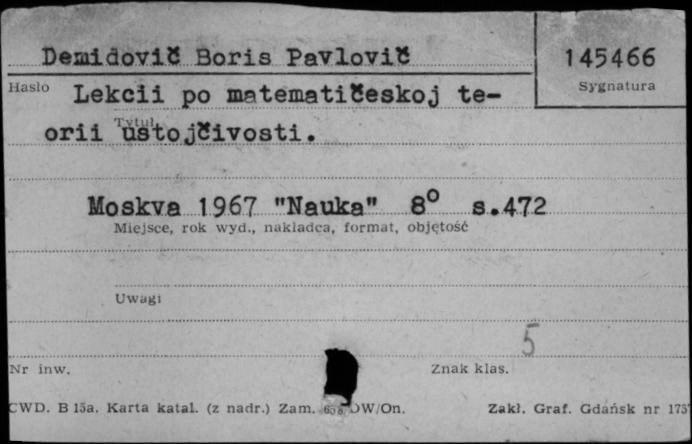 Demidovič Boris Pavlovič
145466
Hasło
Sygnatura
Lekcii po matematičeskoj te-
Tytuł
orii ustojčivosti.
Moskva 1967 "Nauka" 8° s.472
Miejsce, rok wyd., nakładca, format, objętość
Uwagi
5
Nr inw.
Znak klas.
CWD. B 15a. Karta katal. (z nadr.) Zam. DW/On.
Zakł. Graf. Gdańsk nr